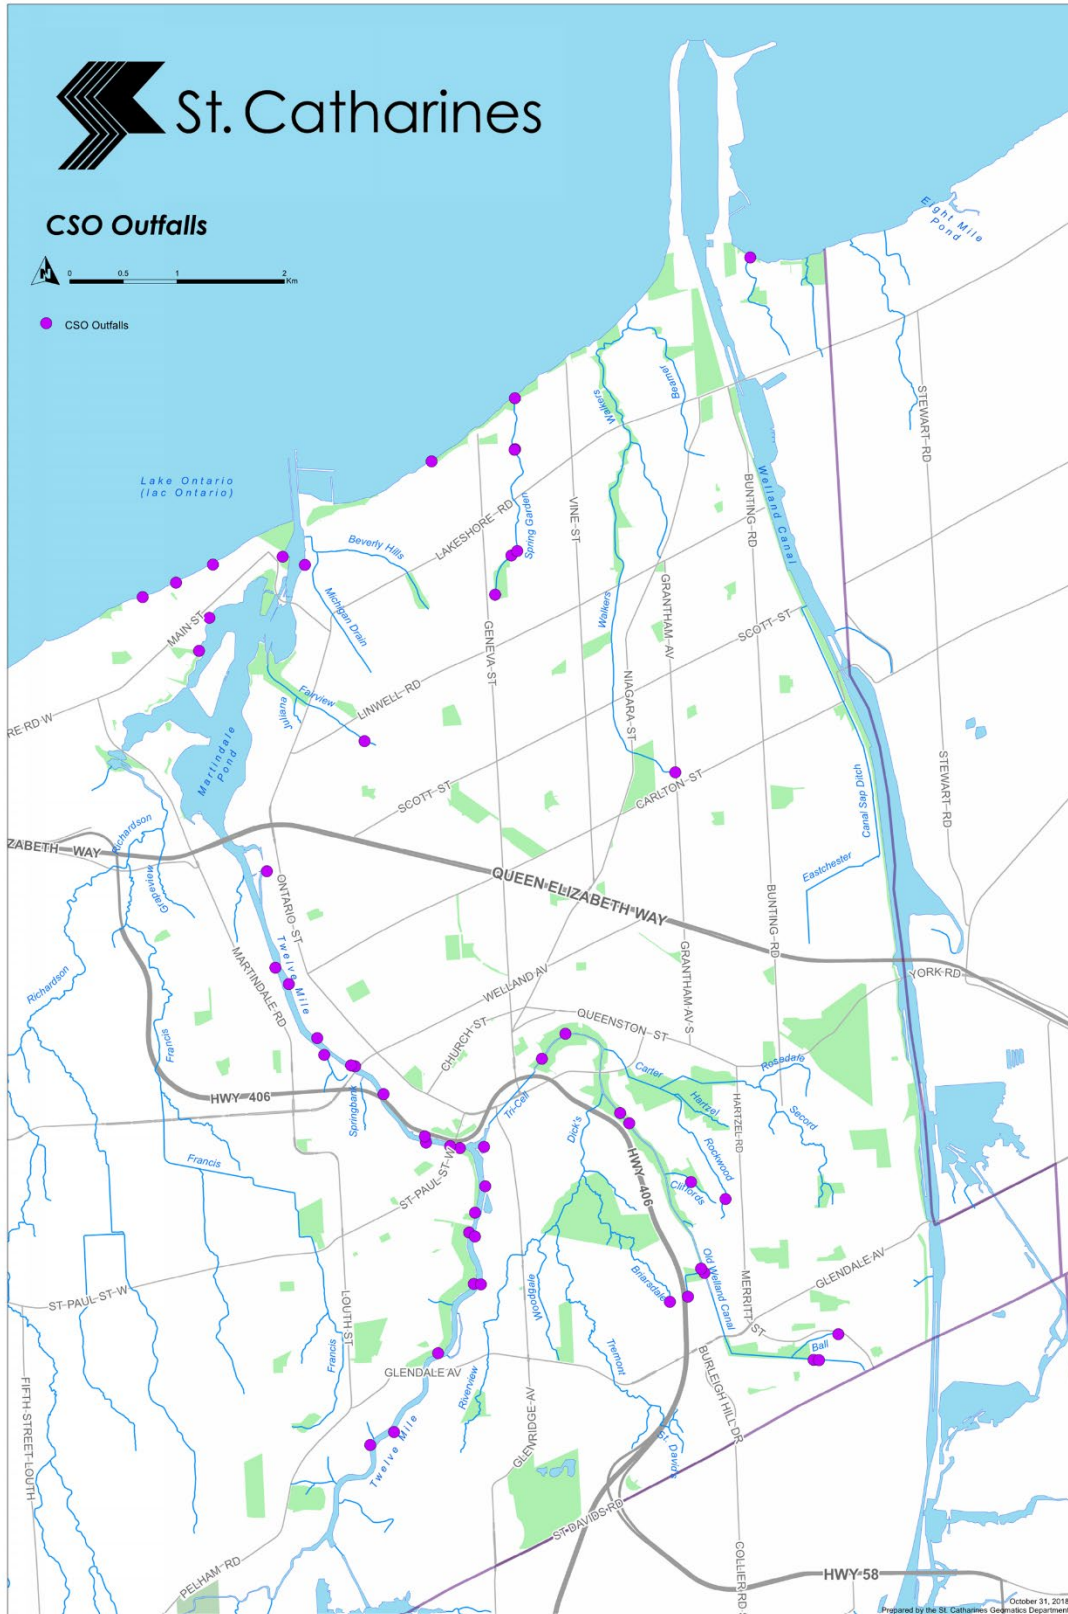 St. Catharines
CSO Outfalls
N
0 0.5 1 2
Km
CSO Outfalls
Eight Mile
Pond
Lake Ontario
(lac Ontario)
Walkers
Beamer
STEWART RD
Welland Canal
BUNTING RD
VINE ST
LAKESHORE RD
Spring Garden
Beverly Hills
Michigan Drain
MAIN ST
GENEVA ST
Walkers
GRANTHAM AV
SCOTT ST
NIAGARA ST
LINWELL RD
Fairview
Juliana
RE RD W
Martindale
Pond
SCOTT ST
CARLTON ST
Canal Sap Ditch
STEWART RD
Richardson
ZABETH WAY
Grapeview
QUEEN ELIZABETH WAY
Eastchester
BUNTING RD
ONTARIO ST
Twelve Mile
MARTINDALE RD
WELLAND AV
GRANTHAM AV S
YORK RD
Richardson
Francis
CHURCH ST
QUEENSTON ST
Carter
Rosedale
HWY 406
Springbank
Tri-Cell
Dick's
Hartzel
HARTZEL RD
Secord
Rockwood
Francis
ST PAUL ST W
HWY 406
Cliffords
ST PAUL ST W
LOUTH ST
Francis
Woodgale
Briarsdale
Old Welland Canal
MERRITT ST
GLENDALE AV
Tremont
Ball
GLENDALE AV
Riverview
BURLEIGH HILL DR
FIFTH STREET LOUTH
Twelve Mile
GLENRIDGE AV
St. David's
ST DAVIDS RD
PELHAM RD
COLLIER RD S
HWY 58
October 31, 2018
Prepared by the St. Catharines Geomatics Department